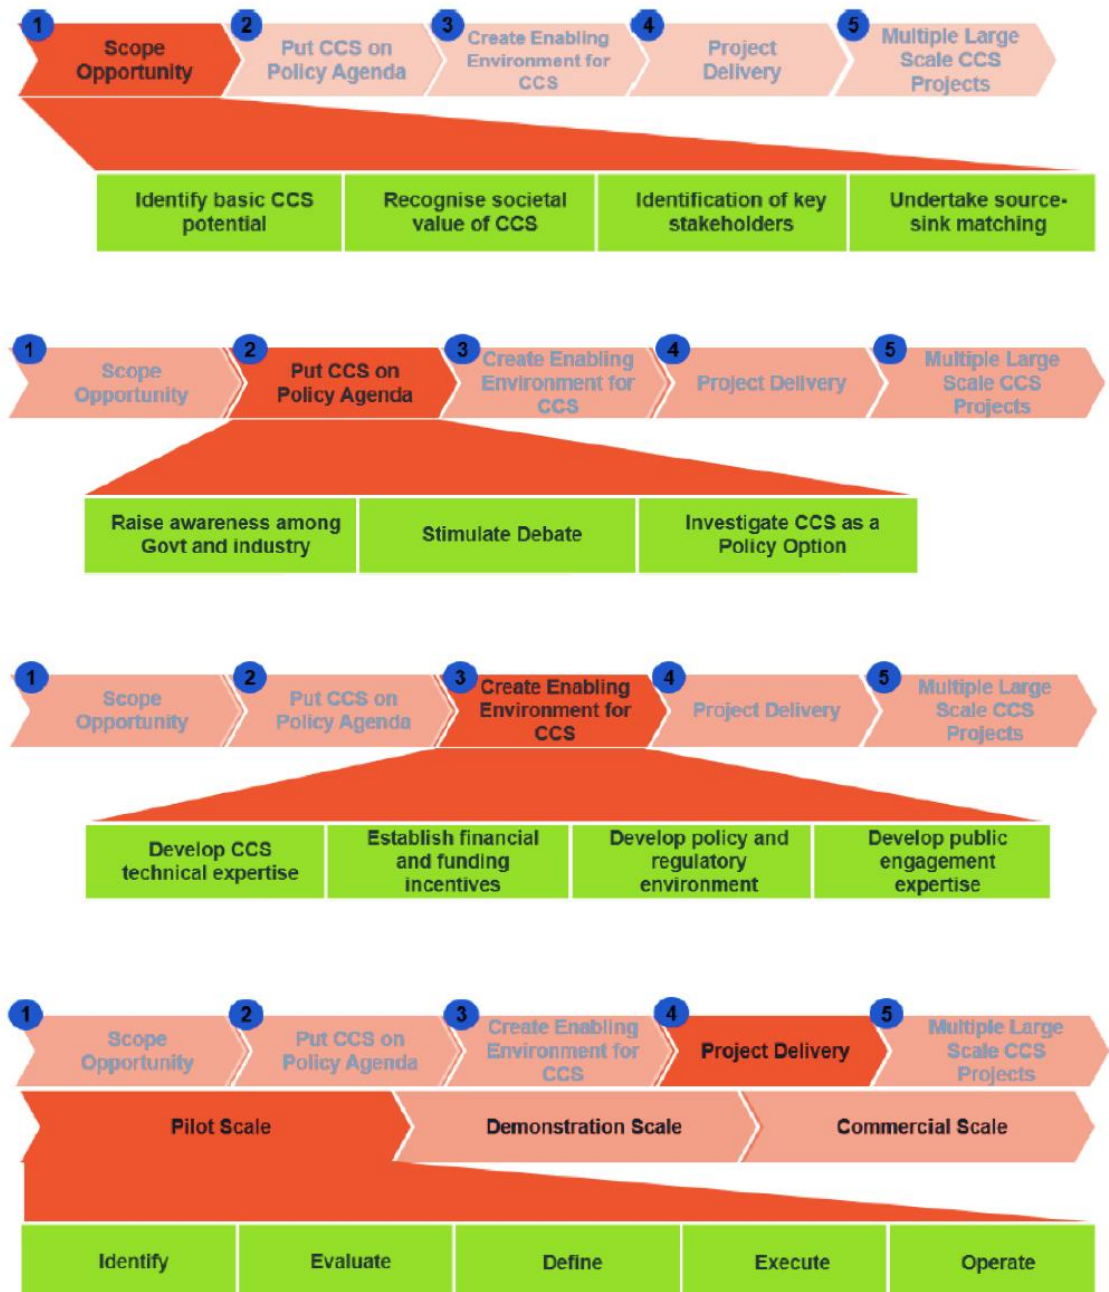 1
Scope
Opportunity
2
Put CCS on
Policy Agenda
3
Create Enabling
Environment for
CCS
4
Project
Delivery
5
Multiple Large
Scale CCS
Projects
Identify basic CCS
potential
Recognise societal
value of CCS
Identification of key
stakeholders
Undertake source-
sink matching
1
Scope
Opportunity
2
Put CCS on
Policy Agenda
3
Create Enabling
Environment for
CCS
4
Project Delivery
5
Multiple Large
Scale CCS
Projects
Raise awareness among
Govt and industry
Stimulate Debate
Investigate CCS as a
Policy Option
1
Scope
Opportunity
2
Put CCS on
Policy Agenda
3
Create Enabling
Environment for
CCS
4
Project Delivery
5
Multiple Large
Scale CCS
Projects
Develop CCS
technical expertise
Establish financial
and funding
incentives
Develop policy and
regulatory
environment
Develop public
engagement
expertise
1
Scope
Opportunity
2
Put CCS on
Policy Agenda
3
Create Enabling
Environment for
CCS
4
Project Delivery
5
Multiple Large
Scale CCS
Projects
Pilot Scale
Demonstration Scale
Commercial Scale
Identify
Evaluate
Define
Execute
Operate